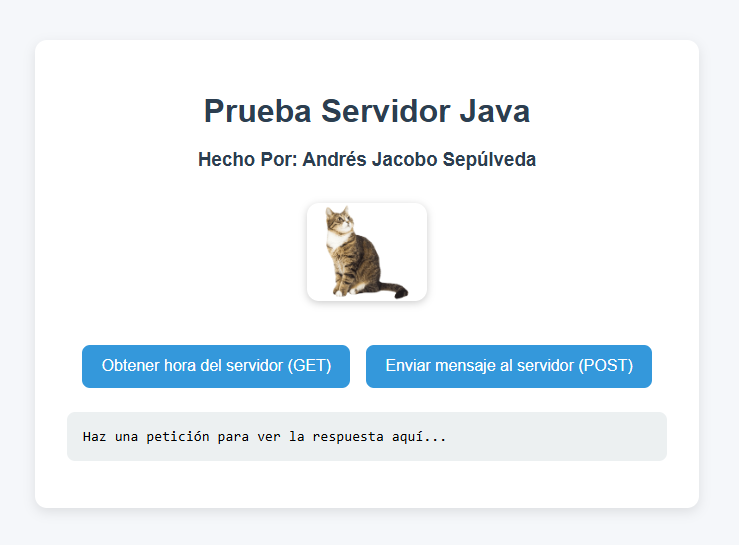 Prueba Servidor Java
Hecho Por: Andrés Jacobo Sepúlveda
Obtener hora del servidor (GET)
Enviar mensaje al servidor (POST)
Haz una petición para ver la respuesta aquí...